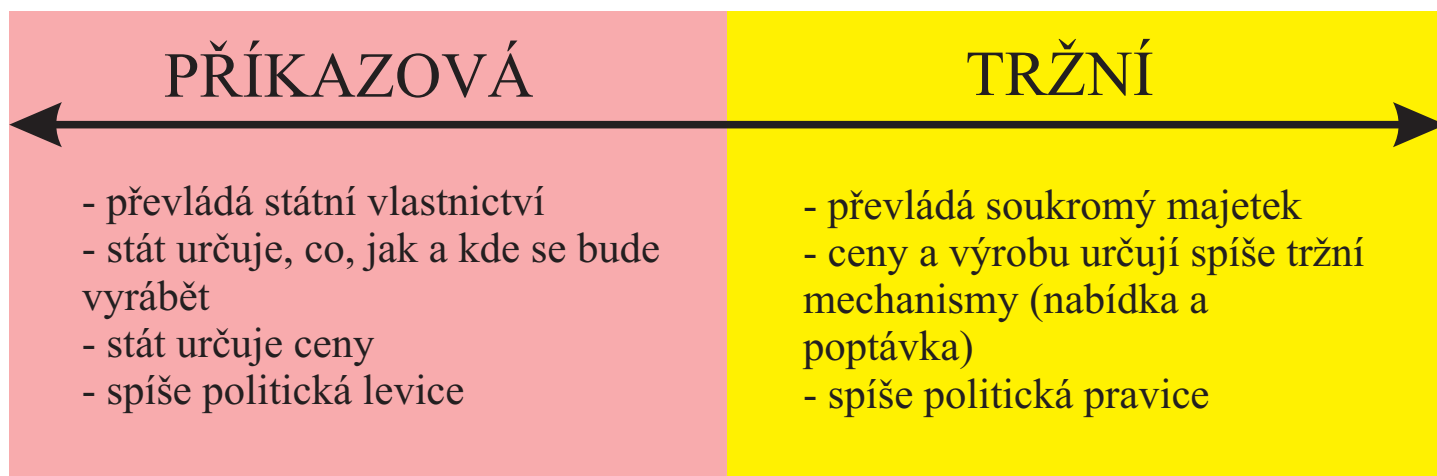 PŘÍKAZOVÁ
- převládá státní vlastnictví
- stát určuje, co, jak a kde se bude
vyrábět
- stát určuje ceny
- spíše politická levice
TRŽNÍ
- převládá soukromý majetek
- ceny a výrobu určují spíše tržní
mechanismy (nabídka a
poptávka)
- spíše politická pravice